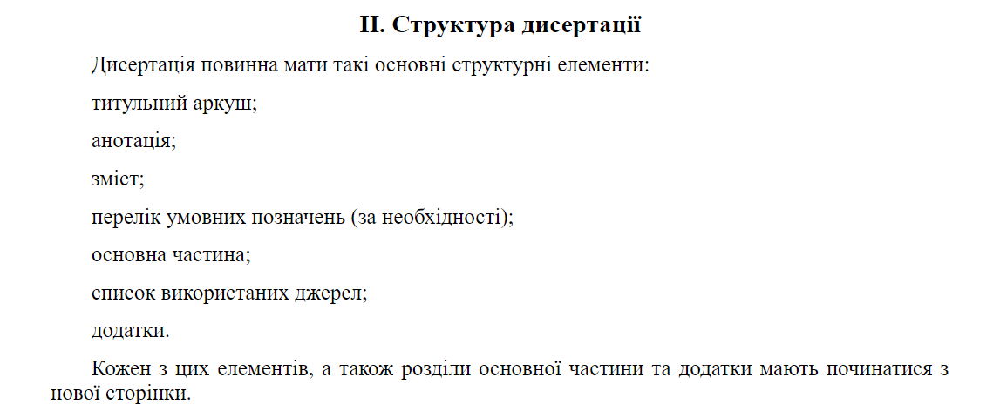 ІІ. Структура дисертації
Дисертація повинна мати такі основні структурні елементи:
титульний аркуш;
анотація;
зміст;
перелік умовних позначень (за необхідності);
основна частина;
список використаних джерел;
додатки.
Кожен з цих елементів, а також розділи основної частини та додатки мають починатися з
нової сторінки.